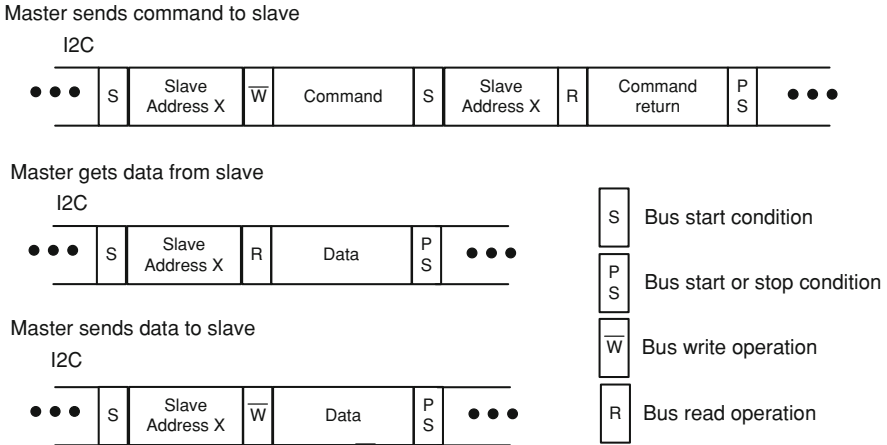 Master sends command to slave
I2C
S
Slave
Address X
W
Command
S
Slave
Address X
R
Command
return
P
S
Master gets data from slave
I2C
S
Slave
Address X
R
Data
P
S
Master sends data to slave
I2C
S
Slave
Address X
W
Data
P
S
S Bus start condition
P
S
Bus start or stop condition
W Bus write operation
R Bus read operation